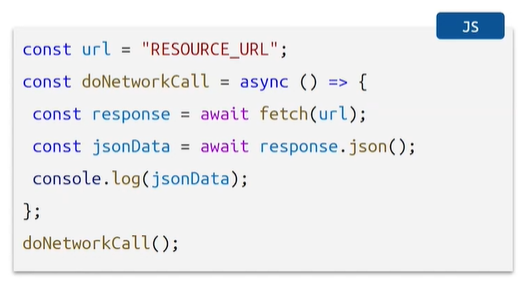 JS
const url = "RESOURCE_URL";
const doNetworkCall = async () => {
 const response = await fetch(url);
 const jsonData = await response.json();
 console.log(jsonData);
};
doNetworkCall();